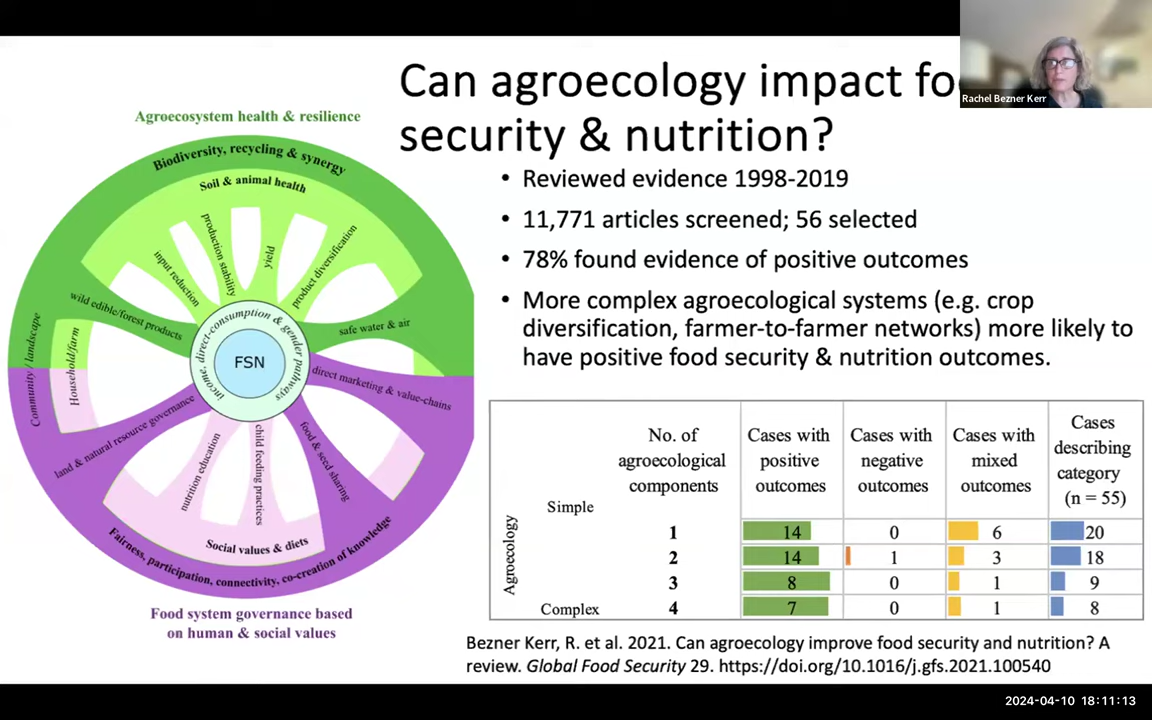 Rachel Bezner Kerr
Can agroecology impact fo
security & nutrition?
Agroecosystem health & resilience
Biodiversity, recycling & synergy
Soil & animal health
input reduction
production stability
yield
product diversification
wild edible/forest products
safe water & air
Community / landscape
Household/farm
income, direct-consumption & gender pathways
FSN
direct marketing & value-chains
land & natural resource governance
nutrition education
child feeding practices
food & seed sharing
Social values & diets
Fairness, participation, connectivity, co-creation of knowledge
Food system governance based
on human & social values
• Reviewed evidence 1998-2019
• 11,771 articles screened; 56 selected
• 78% found evidence of positive outcomes
• More complex agroecological systems (e.g. crop
diversification, farmer-to-farmer networks) more likely to
have positive food security & nutrition outcomes.
No. of
agroecological
components
Cases with
positive
outcomes
Cases with
negative
outcomes
Cases with
mixed
outcomes
Cases
describing
category
(n = 55)
Agroecology
Simple
1 14 0 6 20
2 14 1 3 18
3 8 0 1 9
Complex 4 7 0 1 8
Bezner Kerr, R. et al. 2021. Can agroecology improve food security and nutrition? A
review. Global Food Security 29. https://doi.org/10.1016/j.gfs.2021.100540
2024-04-10 18:11:13